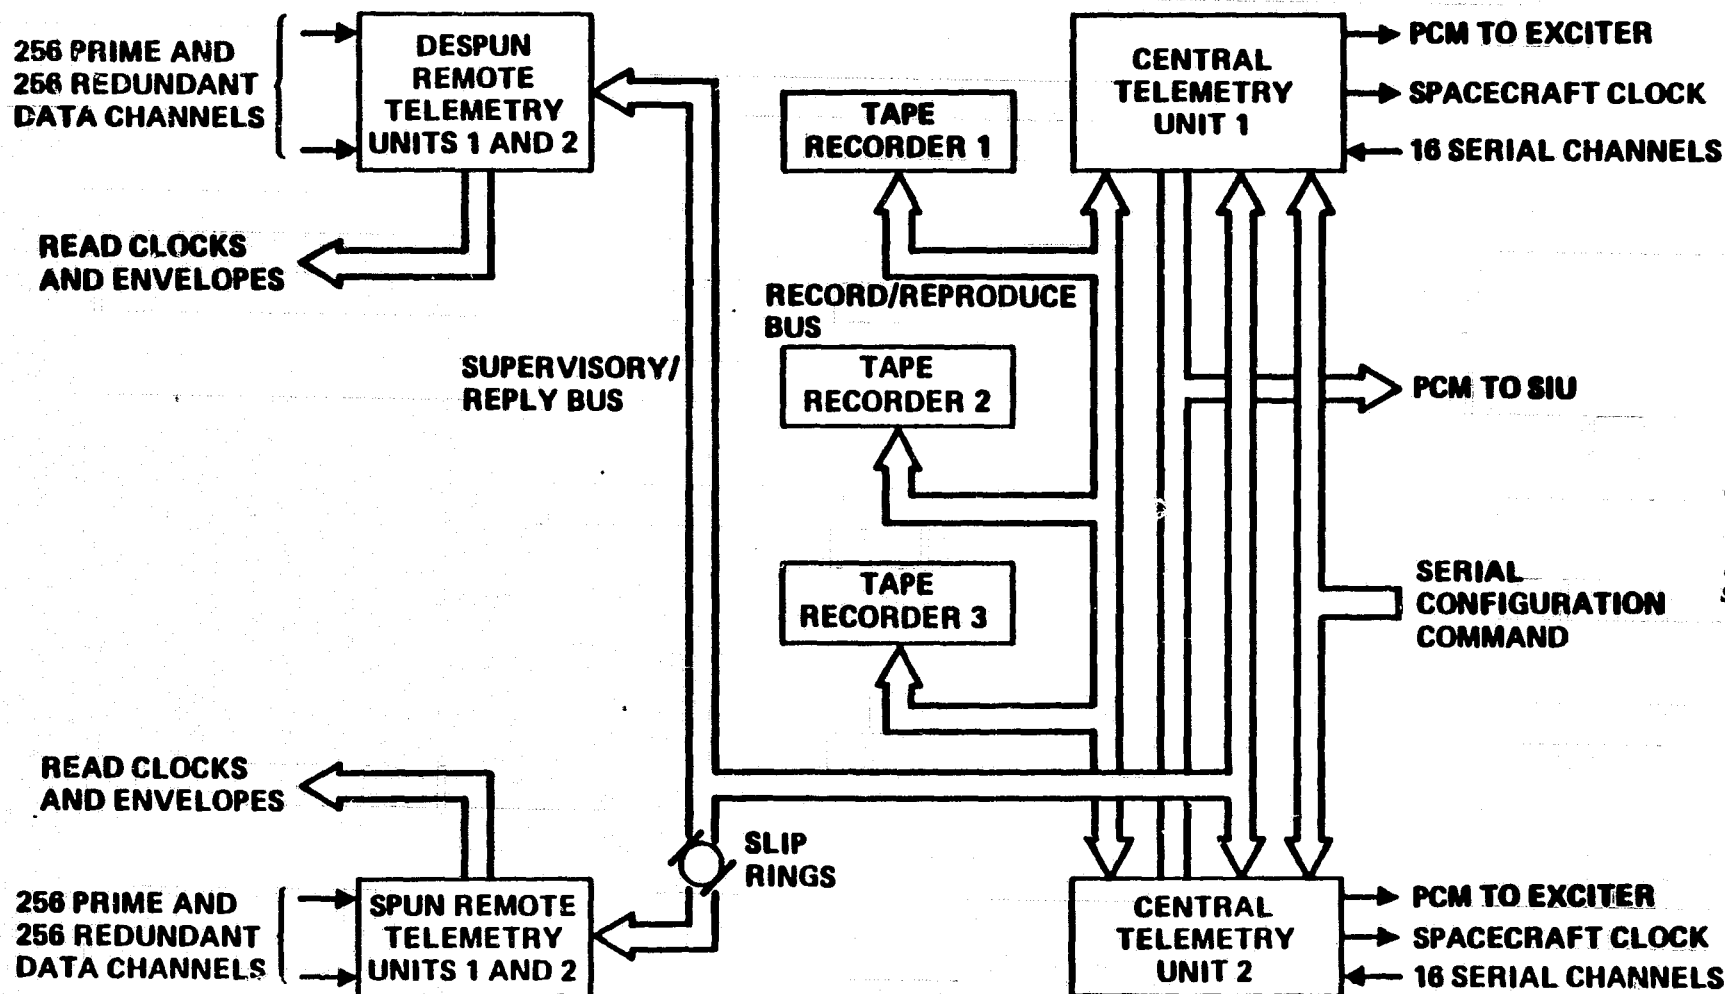 256 PRIME AND
256 REDUNDANT
DATA CHANNELS
DESPUN
REMOTE
TELEMETRY
UNITS 1 AND 2
READ CLOCKS
AND ENVELOPES
SUPERVISORY/
REPLY BUS
TAPE
RECORDER 1
RECORD/REPRODUCE
BUS
TAPE
RECORDER 2
TAPE
RECORDER 3
CENTRAL
TELEMETRY
UNIT 1
PCM TO EXCITER
SPACECRAFT CLOCK
16 SERIAL CHANNELS
PCM TO SIU
SERIAL
CONFIGURATION
COMMAND
READ CLOCKS
AND ENVELOPES
SLIP
RINGS
256 PRIME AND
256 REDUNDANT
DATA CHANNELS
SPUN REMOTE
TELEMETRY
UNITS 1 AND 2
CENTRAL
TELEMETRY
UNIT 2
PCM TO EXCITER
SPACECRAFT CLOCK
16 SERIAL CHANNELS